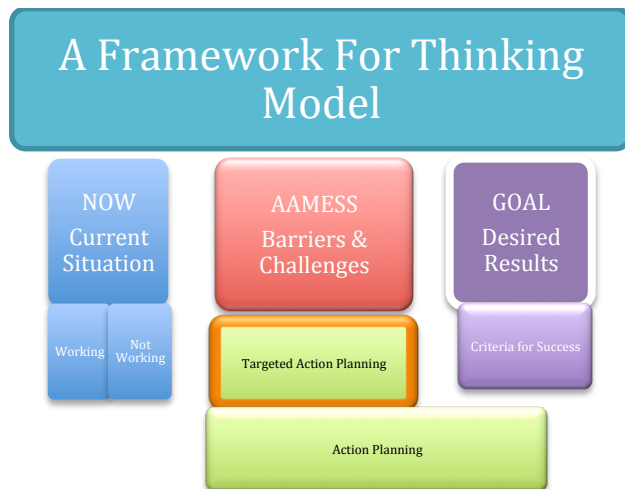 A Framework For Thinking
Model
NOW
Current
Situation
AAMESS
Barriers &
Challenges
GOAL
Desired
Results
Working
Not
Working
Targeted Action Planning
Criteria for Success
Action Planning